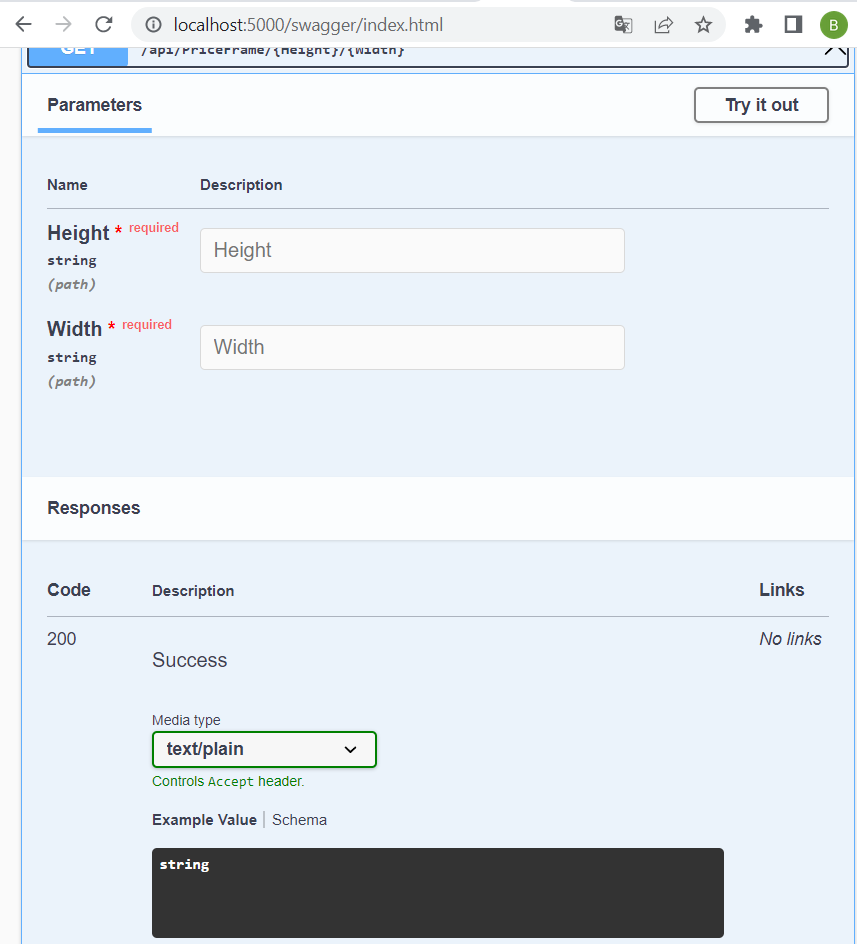 localhost:5000/swagger/index.html
B
GET /api/PriceFrame/{Height}/{Width}
Parameters
Try it out
Name Description
Height * required
Height
string
(path)
Width * required
Width
string
(path)
Responses
Code Description Links
200 No links
Success
Media type
text/plain
Controls Accept header.
Example Value | Schema
string